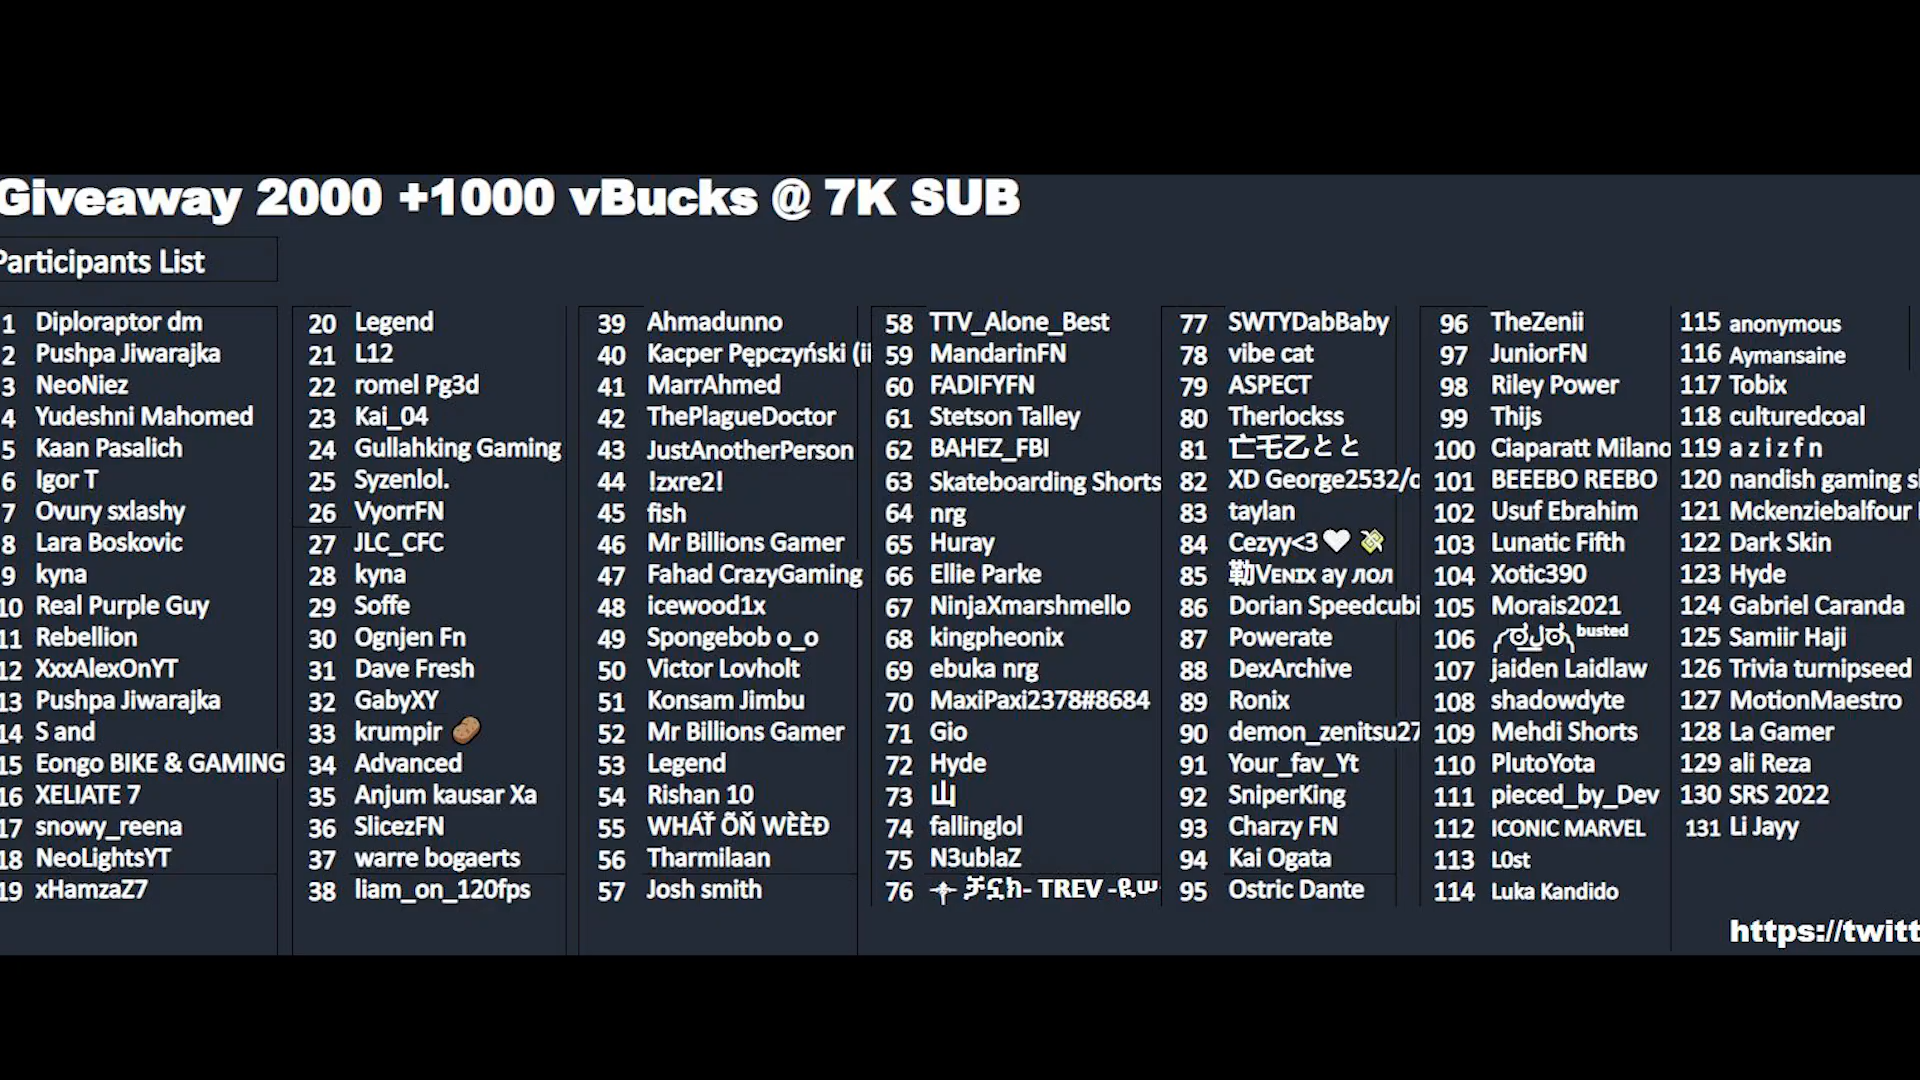 Giveaway 2000 +1000 vBucks @ 7K SUB
Participants List
1 Diploraptor dm
2 Pushpa Jiwarajka
3 NeoNiez
4 Yudeshni Mahomed
5 Kaan Pasalich
6 Igor T
7 Ovury sxlashy
8 Lara Boskovic
9 kyna
10 Real Purple Guy
11 Rebellion
12 XxxAlexOnYT
13 Pushpa Jiwarajka
14 S and
15 Eongo BIKE & GAMING
16 XELIATE 7
17 snowy_reena
18 NeoLightsYT
19 xHamzaZ7
20 Legend
21 L12
22 romel Pg3d
23 Kai_04
24 Gullahking Gaming
25 Syzenlol.
26 VyorrFN
27 JLC_CFC
28 kyna
29 Soffe
30 Ognjen Fn
31 Dave Fresh
32 GabyXY
33 krumpir 🥔
34 Advanced
35 Anjum kausar Xa
36 SlicezFN
37 warre bogaerts
38 liam_on_120fps
39 Ahmadunno
40 Kacper Pępczyński (ii
41 MarrAhmed
42 ThePlagueDoctor
43 JustAnotherPerson
44 !zxre2!
45 fish
46 Mr Billions Gamer
47 Fahad CrazyGaming
48 icewood1x
49 Spongebob o_o
50 Victor Lovholt
51 Konsam Jimbu
52 Mr Billions Gamer
53 Legend
54 Rishan 10
55 WHÁŤ ÕŇ WÈÈĐ
56 Tharmilaan
57 Josh smith
58 TTV_Alone_Best
59 MandarinFN
60 FADIFYFN
61 Stetson Talley
62 BAHEZ_FBI
63 Skateboarding Shorts
64 nrg
65 Huray
66 Ellie Parke
67 NinjaXmarshmello
68 kingpheonix
69 ebuka nrg
70 MaxiPaxi2378#8684
71 Gio
72 Hyde
73 山
74 fallinglol
75 N3ublaZ
76 - TREV -
77 SWTYDabBaby
78 vibe cat
79 ASPECT
80 Therlockss
81 亡乇乙とと
82 XD George2532/
83 taylan
84 Cezyy<3🤍 💸
85 勒Vᴇɴɪx ay лол
86 Dorian Speedcubi
87 Powerate
88 DexArchive
89 Ronix
90 demon_zenitsu27
91 Your_fav_Yt
92 SniperKing
93 Charzy FN
94 Kai Ogata
95 Ostric Dante
96 TheZenii
97 JuniorFN
98 Riley Power
99 Thijs
100 Ciaparatt Milano
101 BEEEBO REEBO
102 Usuf Ebrahim
103 Lunatic Fifth
104 Xotic390
105 Morais2021
106 busted
107 jaiden Laidlaw
108 shadowdyte
109 Mehdi Shorts
110 PlutoYota
111 pieced_by_Dev
112 ICONIC MARVEL
113 L0st
114 Luka Kandido
115 anonymous
116 Aymansaine
117 Tobix
118 culturedcoal
119 a z i z f n
120 nandish gaming s
121 Mckenziebalfour
122 Dark Skin
123 Hyde
124 Gabriel Caranda
125 Samiir Haji
126 Trivia turnipseed
127 MotionMaestro
128 La Gamer
129 ali Reza
130 SRS 2022
131 Li Jayy
https://twitt